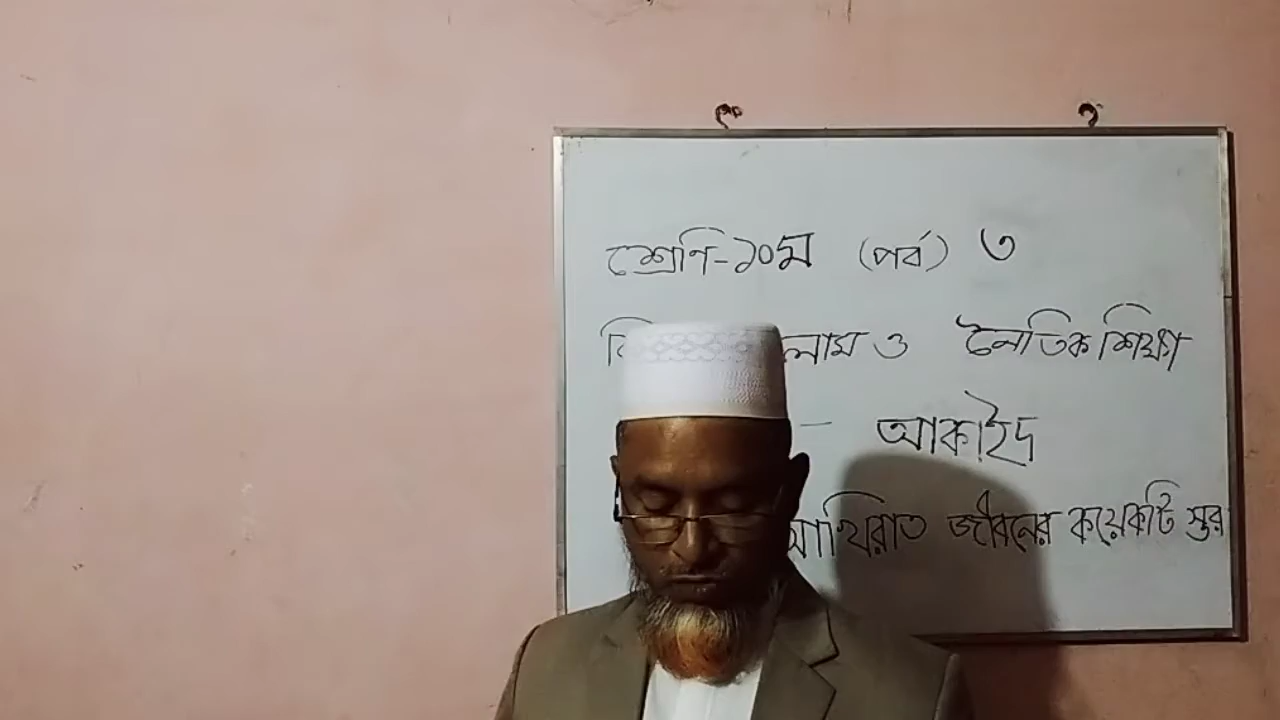 শ্রেণি-১০ম (পর্ব) ৩
লাম ও নৈতিক শিক্ষা
— আকাইদ
আখিরাত জীবনের কয়েকটি স্তর